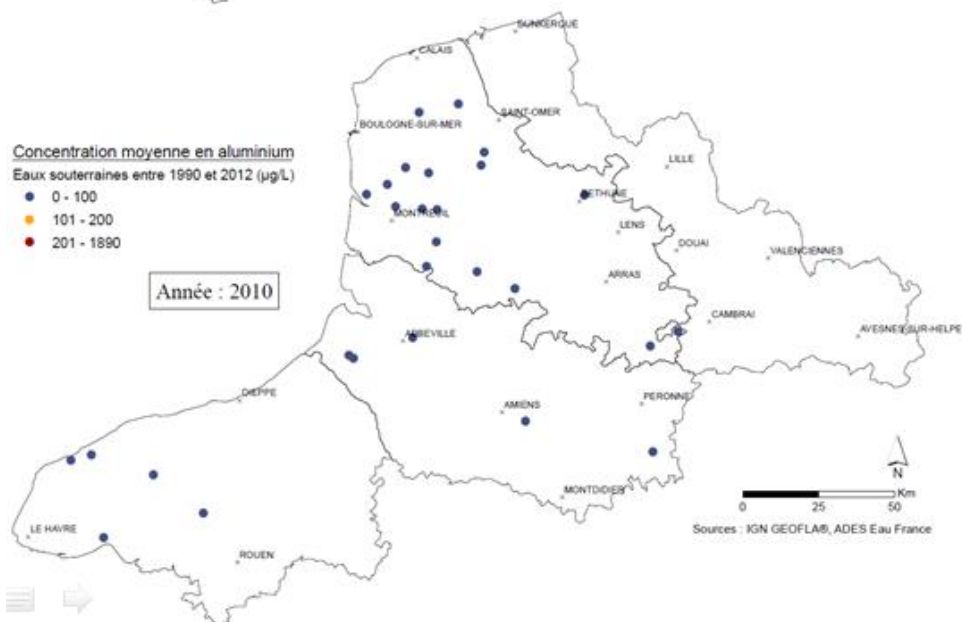 DUNKERQUE
CALAIS
SAINT-OMER
BOULOGNE-SUR-MER
LILLE
Concentration moyenne en aluminium
Eaux souterraines entre 1990 et 2012 (µg/L)
0 - 100
101 - 200
201 - 1890
BETHUNE
MONTREUIL
LENS
DOUAI
VALENCIENNES
Année : 2010
ARRAS
CAMBRAI
AVESNES-SUR-HELPE
ABBEVILLE
DIEPPE
AMIENS
PERONNE
MONTDIDIER
N
Km
0 25 50
Sources : IGN GEOFLA®, ADES Eau France
LE HAVRE
ROUEN